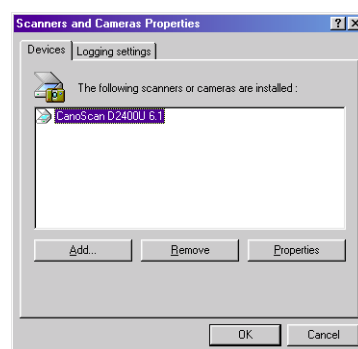 Scanners and Cameras Properties
Devices Logging settings
The following scanners or cameras are installed :
CanoScan D2400U 6.1
Add... Remove Properties
OK Cancel